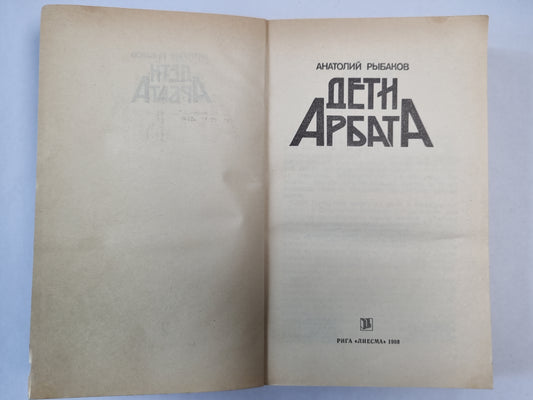 АНАТОЛИЙ РЫБАКОВ
ДЕТИ
АРБАТА
РИГА «ЛИЕСМА» 1988